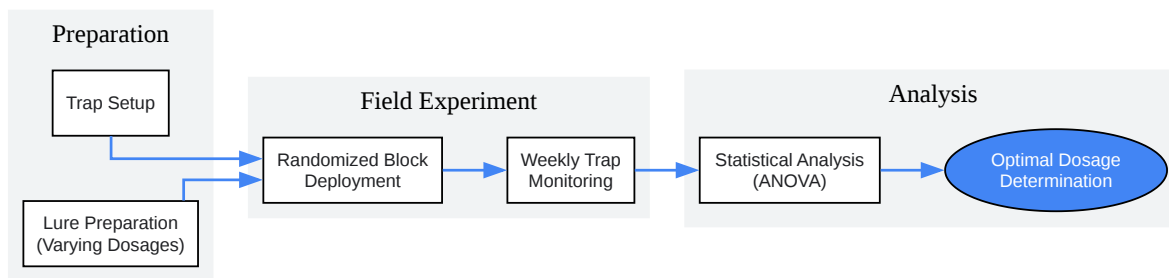 Preparation
Trap Setup
Lure Preparation
(Varying Dosages)
Field Experiment
Randomized Block
Deployment
Weekly Trap
Monitoring
Analysis
Statistical Analysis
(ANOVA)
Optimal Dosage
Determination